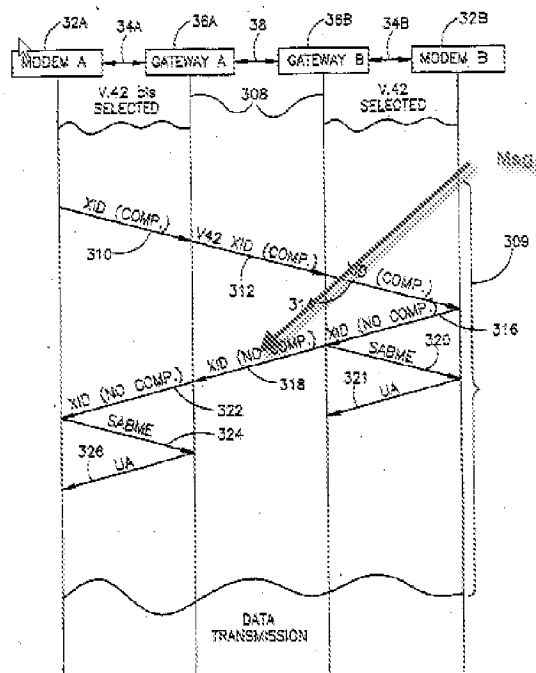 32A 34A 36A 38 36B 34B 32B
MODEM A GATEWAY A GATEWAY B MODEM B
V.42 bis
SELECTED
308
V.42
SELECTED
XID (COMP.)
310
V42 XID (COMP.)
312
XID (COMP.)
309
XID (NO COMP.)
316
XID (NO COMP.)
318
SABME
320
321
UA
XID (NO COMP.)
322
SABME
324
326
UA
DATA
TRANSMISSION